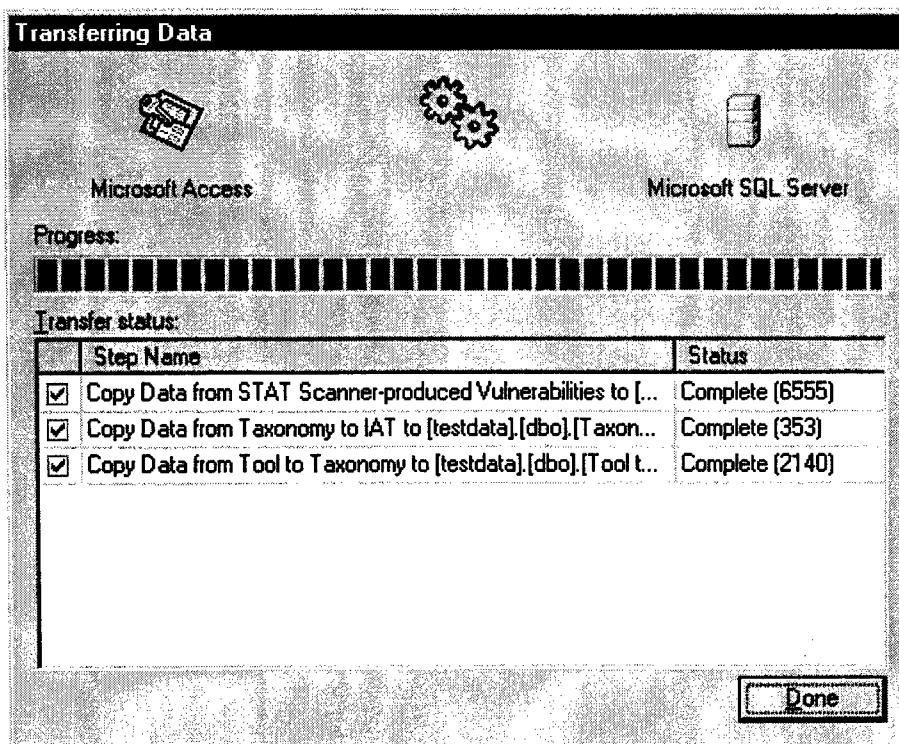 Transferring Data
Microsoft Access
Microsoft SQL Server
Progress:
Transfer status:
Step Name Status
Copy Data from STAT Scanner-produced Vulnerabilities to [... Complete (6555)
Copy Data from Taxonomy to IAT to [testdata].[dbo].[Taxon... Complete (353)
Copy Data from Tool to Taxonomy to [testdata].[dbo].[Tool t... Complete (2140)
Done